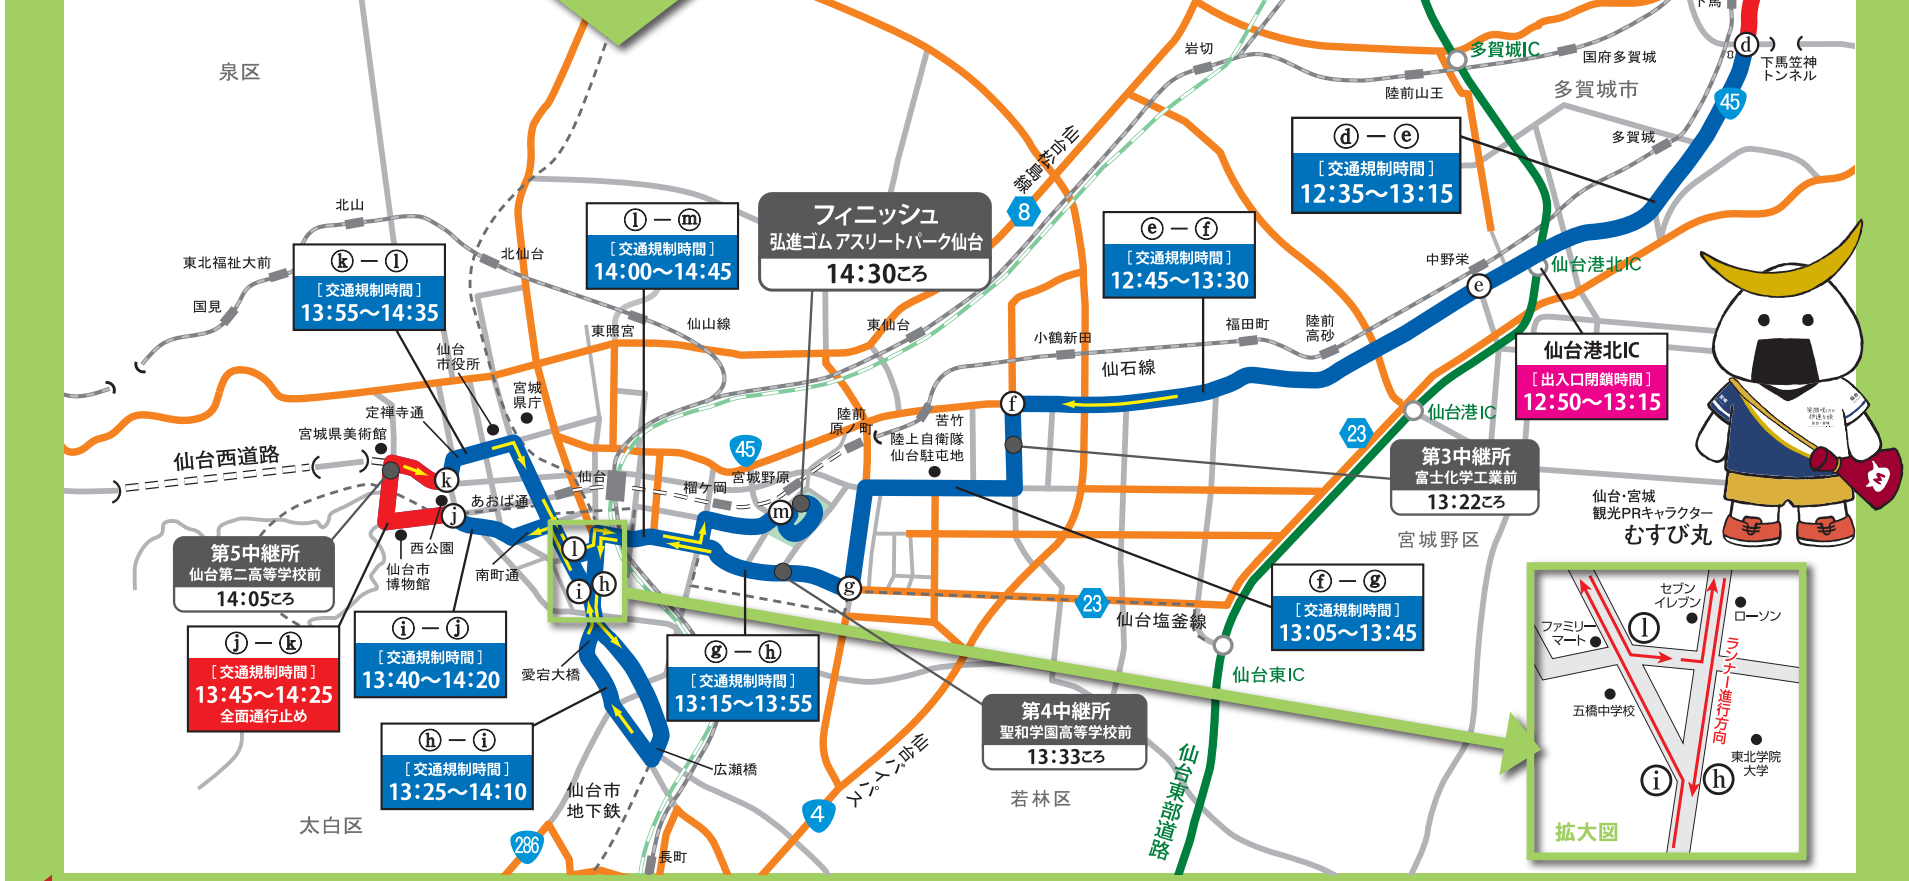 泉区
岩切
多賀城IC
国府多賀城
下馬
8
ⓓ
下馬笠神
トンネル
陸前山王
多賀城市
45
多賀城
ⓓ－ⓔ
[交通規制時間]
12:35～13:15
仙台松島線
8
北山
北仙台
東北福祉大前
国見
ⓚ－ⓛ
[交通規制時間]
13:55～14:35
ⓛ－ⓜ
[交通規制時間]
14:00～14:45
フィニッシュ
弘進ゴム アスリートパーク仙台
14:30ころ
ⓔ－ⓕ
[交通規制時間]
12:45～13:30
中野栄
ⓔ
仙台港北IC
東照宮
仙山線
東仙台
小鶴新田
福田町
陸前
高砂
仙石線
仙台港北IC
[出入口閉鎖時間]
12:50～13:15
仙台
市役所
宮城
県庁
定禅寺通
宮城県美術館
仙台西道路
ⓚ
あおば通
ⓙ
仙台
榴ケ岡
45
宮城野原
陸前
原ノ町
苦竹
陸上自衛隊
仙台駐屯地
ⓕ
仙台港IC
23
第3中継所
富士化学工業前
13:22ころ
ⓜ
宮城野区
仙台・宮城
観光PRキャラクター
むすび丸
西公園
仙台市
博物館
南町通
第5中継所
仙台第二高等学校前
14:05ころ
ⓛ
ⓘ
ⓗ
ⓖ
23
仙台塩釜線
ⓕ－ⓖ
[交通規制時間]
13:05～13:45
ⓙ－ⓚ
[交通規制時間]
13:45～14:25
全面通行止め
ⓘ－ⓙ
[交通規制時間]
13:40～14:20
愛宕大橋
ⓖ－ⓗ
[交通規制時間]
13:15～13:55
仙台東IC
第4中継所
聖和学園高等学校前
13:33ころ
ⓗ－ⓘ
[交通規制時間]
13:25～14:10
広瀬橋
仙台市
地下鉄
仙台バイパス
4
仙台東部道路
若林区
太白区
286
長町
セブン
イレブン
ローソン
ファミリー
マート
ⓛ
ランナー進行方向
五橋中学校
東北学院
大学
ⓘ
ⓗ
拡大図